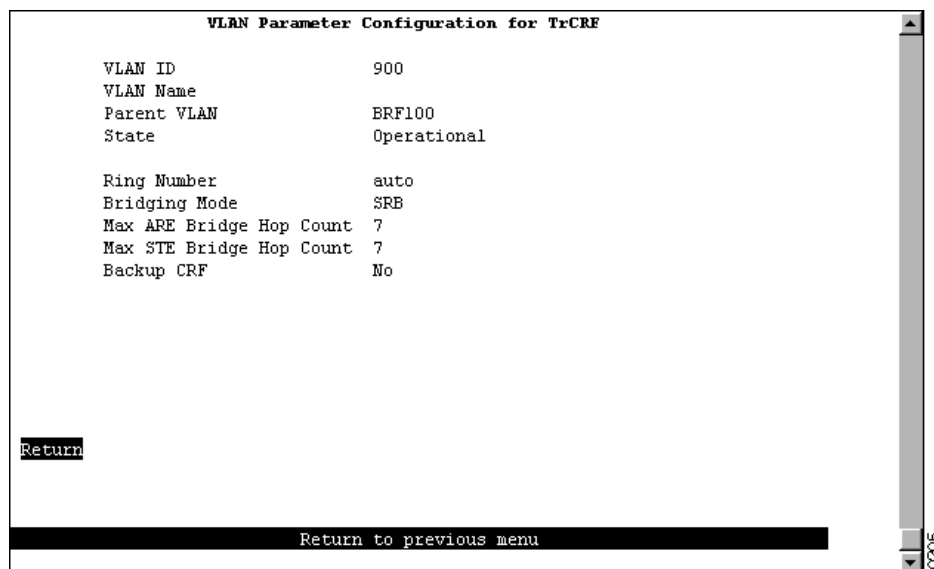 VLAN Parameter Configuration for TrCRF
VLAN ID 900
VLAN Name
Parent VLAN BRF100
State Operational
Ring Number auto
Bridging Mode SRB
Max ARE Bridge Hop Count 7
Max STE Bridge Hop Count 7
Backup CRF No
Return
Return to previous menu